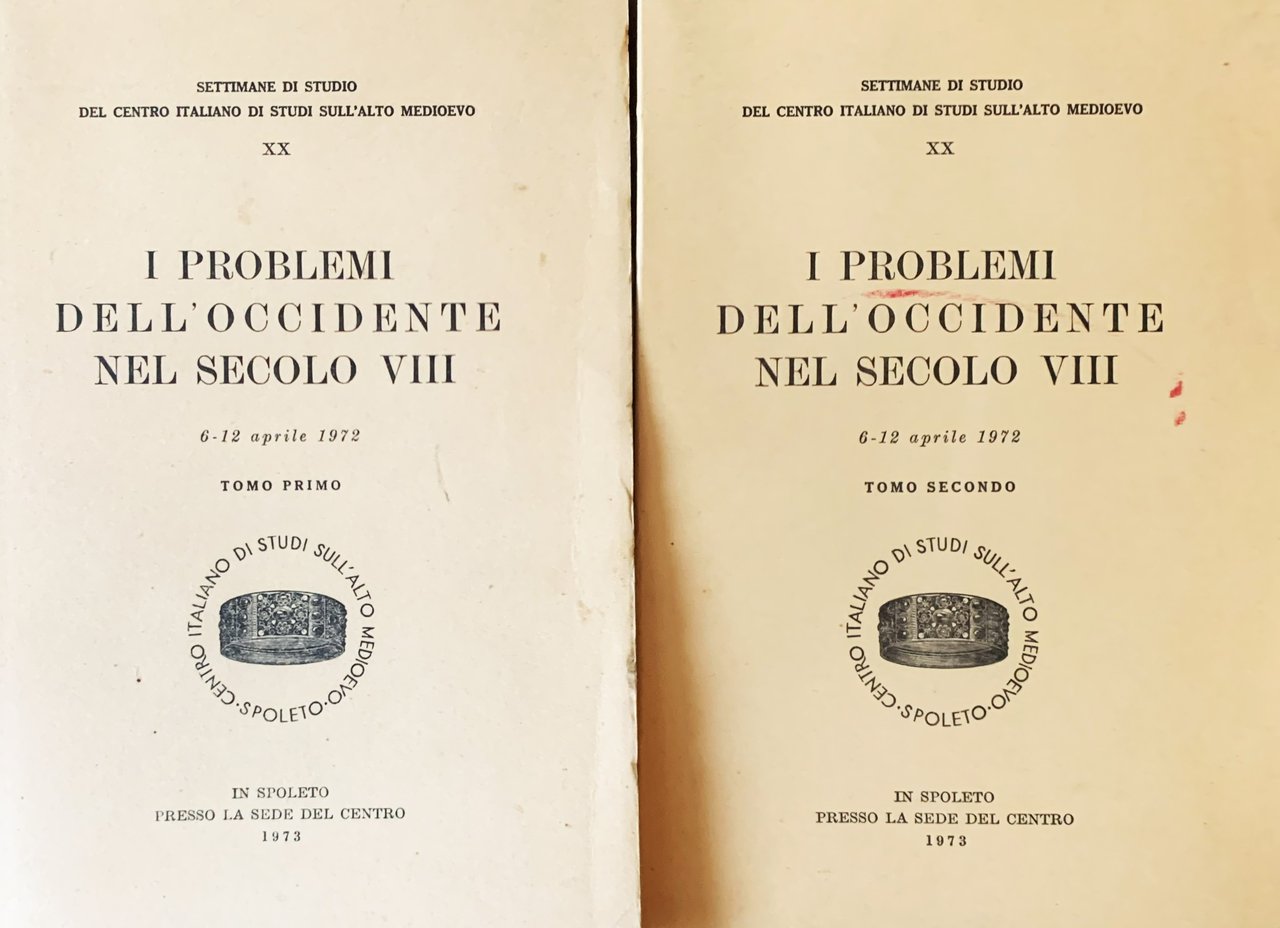 SETTIMANE DI STUDIO
DEL CENTRO ITALIANO DI STUDI SULL'ALTO MEDIOEVO
XX
I PROBLEMI
DELL'OCCIDENTE
NEL SECOLO VIII
6-12 aprile 1972
TOMO PRIMO
CENTRO ITALIANO DI STUDI SULL'ALTO MEDIOEVO · SPOLETO ·
IN SPOLETO
PRESSO LA SEDE DEL CENTRO
1973
SETTIMANE DI STUDIO
DEL CENTRO ITALIANO DI STUDI SULL'ALTO MEDIOEVO
XX
I PROBLEMI
DELL'OCCIDENTE
NEL SECOLO VIII
6-12 aprile 1972
TOMO SECONDO
CENTRO ITALIANO DI STUDI SULL'ALTO MEDIOEVO · SPOLETO ·
IN SPOLETO
PRESSO LA SEDE DEL CENTRO
1973